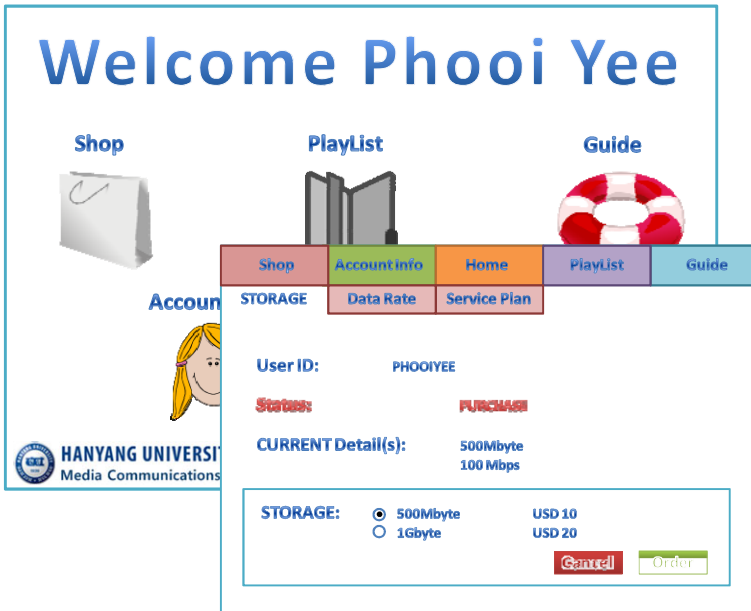 Welcome Phooi Yee
Shop PlayList Guide
Accoun
HANYANG UNIVERSI
Media Communications
Shop Account Info Home PlayList Guide
STORAGE Data Rate Service Plan
User ID: PHOOIYEE
Status: PURCHASE
CURRENT Detail(s): 500Mbyte
100 Mbps
STORAGE: 500Mbyte USD 10
1Gbyte USD 20
Cancel Order